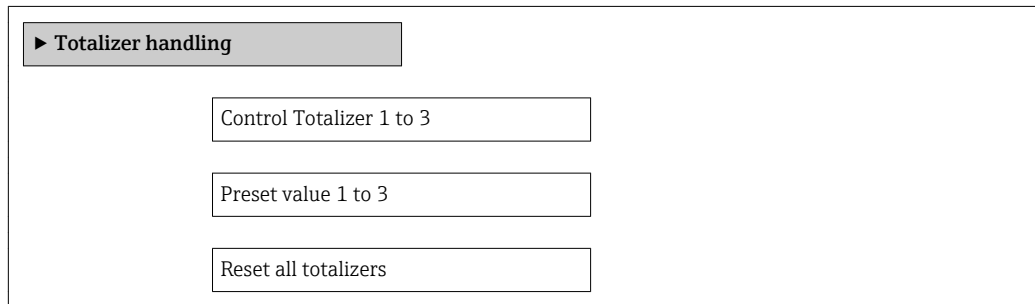 ▶ Totalizer handling
Control Totalizer 1 to 3
Preset value 1 to 3
Reset all totalizers